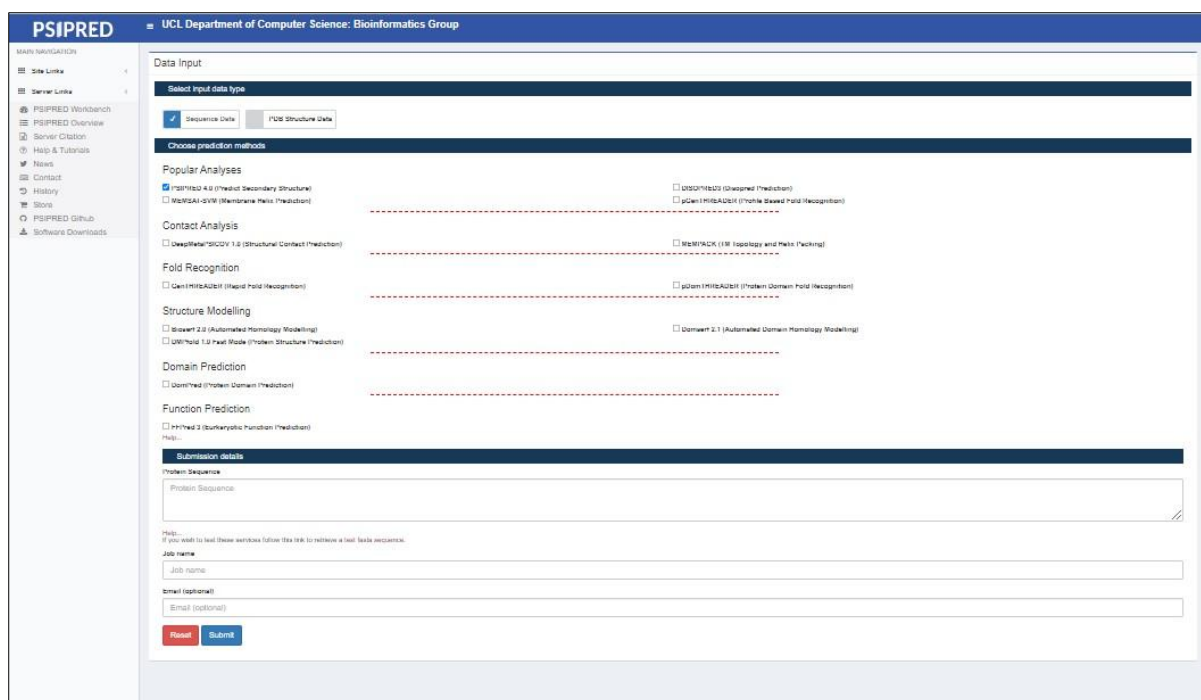 PSIPRED
≡ UCL Department of Computer Science: Bioinformatics Group
MAIN NAVIGATION
Site Links
Server Links
PSIPRED Workbench
PSIPRED Overview
Server Citation
Help & Tutorials
News
Contact
History
Store
PSIPRED Github
Software Downloads
Data Input
Select input data type
Sequence Data PDB Structure Data
Choose prediction methods
Popular Analyses
PSIPRED 4.0 (Predict Secondary Structure) DISOPRED3 (Disopred Prediction)
MEMSAT-SVM (Membrane Helix Prediction) pGenTHREADER (Profile Based Fold Recognition)
Contact Analysis
DeepMetaPSICOV 1.0 (Structural Contact Prediction) MEMPACK (TM Topology and Helix Packing)
Fold Recognition
GenTHREADER (Rapid Fold Recognition) pDomTHREADER (Protein Domain Fold Recognition)
Structure Modelling
Bioserf 2.0 (Automated Homology Modelling) Domserf 2.1 (Automated Domain Homology Modelling)
DMPfold 1.0 Fast Mode (Protein Structure Prediction)
Domain Prediction
DomPred (Protein Domain Prediction)
Function Prediction
FFPred 3 (Eurkaryotic Function Prediction)
Help...
Submission details
Protein Sequence
Protein Sequence
Help...
If you wish to test these services follow this link to retrieve a test fasta sequence.
Job name
Job name
Email (optional)
Email (optional)
Reset Submit